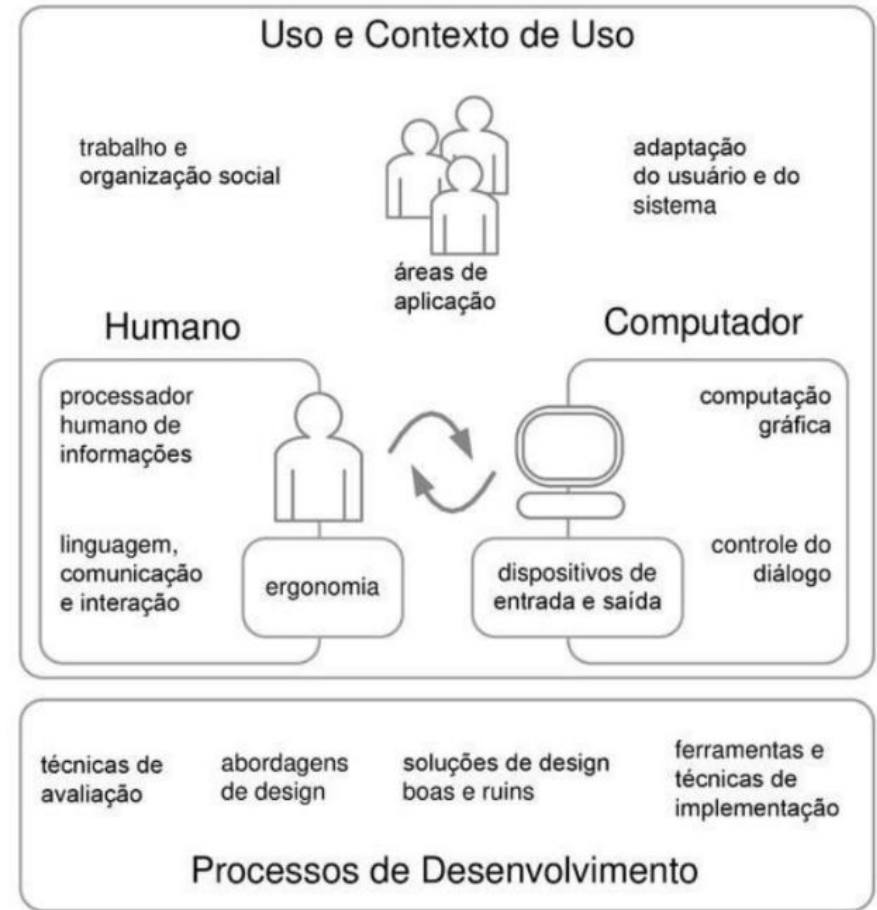 Uso e Contexto de Uso
trabalho e
organização social
adaptação
do usuário e do
sistema
áreas de
aplicação
Humano
Computador
processador
humano de
informações
computação
gráfica
linguagem,
comunicação
e interação
ergonomia
dispositivos de
entrada e saída
controle do
diálogo
técnicas de
avaliação
abordagens
de design
soluções de design
boas e ruins
ferramentas e
técnicas de
implementação
Processos de Desenvolvimento